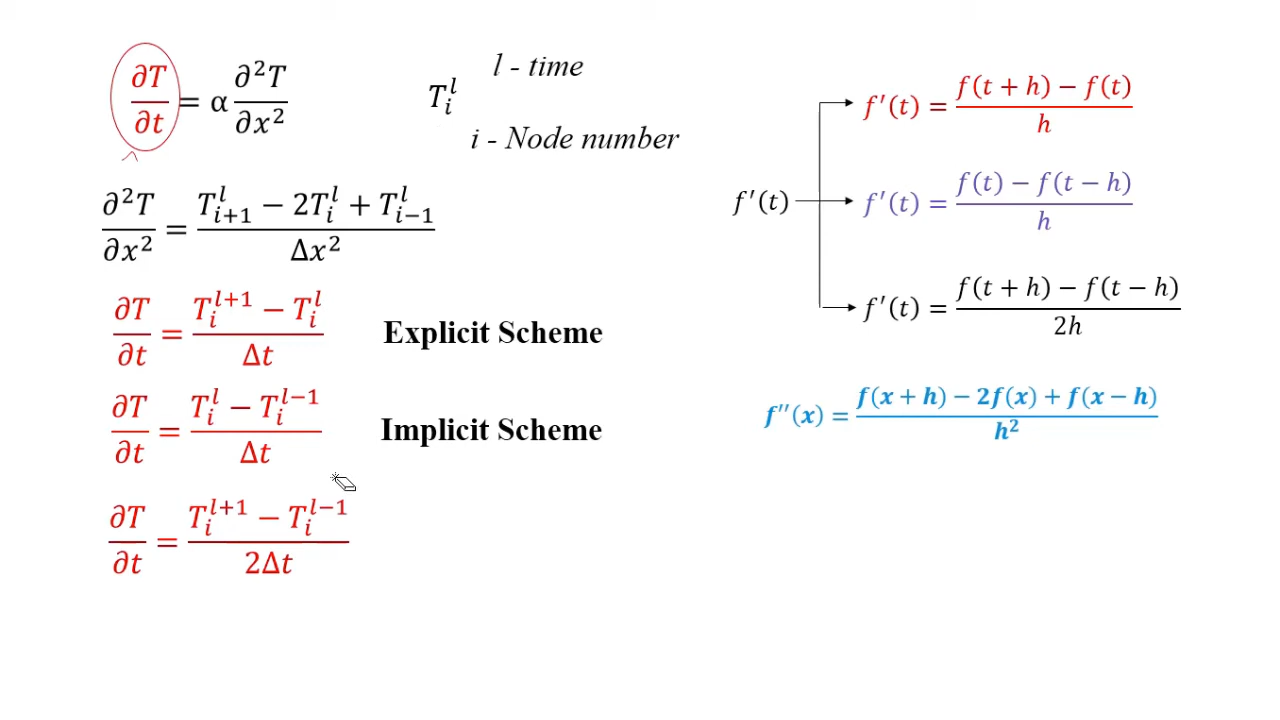 ∂T/∂t = α ∂²T/∂x²
T_i^l
l - time
i - Node number
∂²T/∂x² = (T_{i+1}^l − 2T_i^l + T_{i−1}^l)/Δx²
∂T/∂t = (T_i^{l+1} − T_i^l)/Δt
Explicit Scheme
∂T/∂t = (T_i^l − T_i^{l−1})/Δt
Implicit Scheme
∂T/∂t = (T_i^{l+1} − T_i^{l−1})/2Δt
f′(t)
f′(t) = (f(t + h) − f(t))/h
f′(t) = (f(t) − f(t − h))/h
f′(t) = (f(t + h) − f(t − h))/2h
f″(x) = (f(x + h) − 2f(x) + f(x − h))/h²